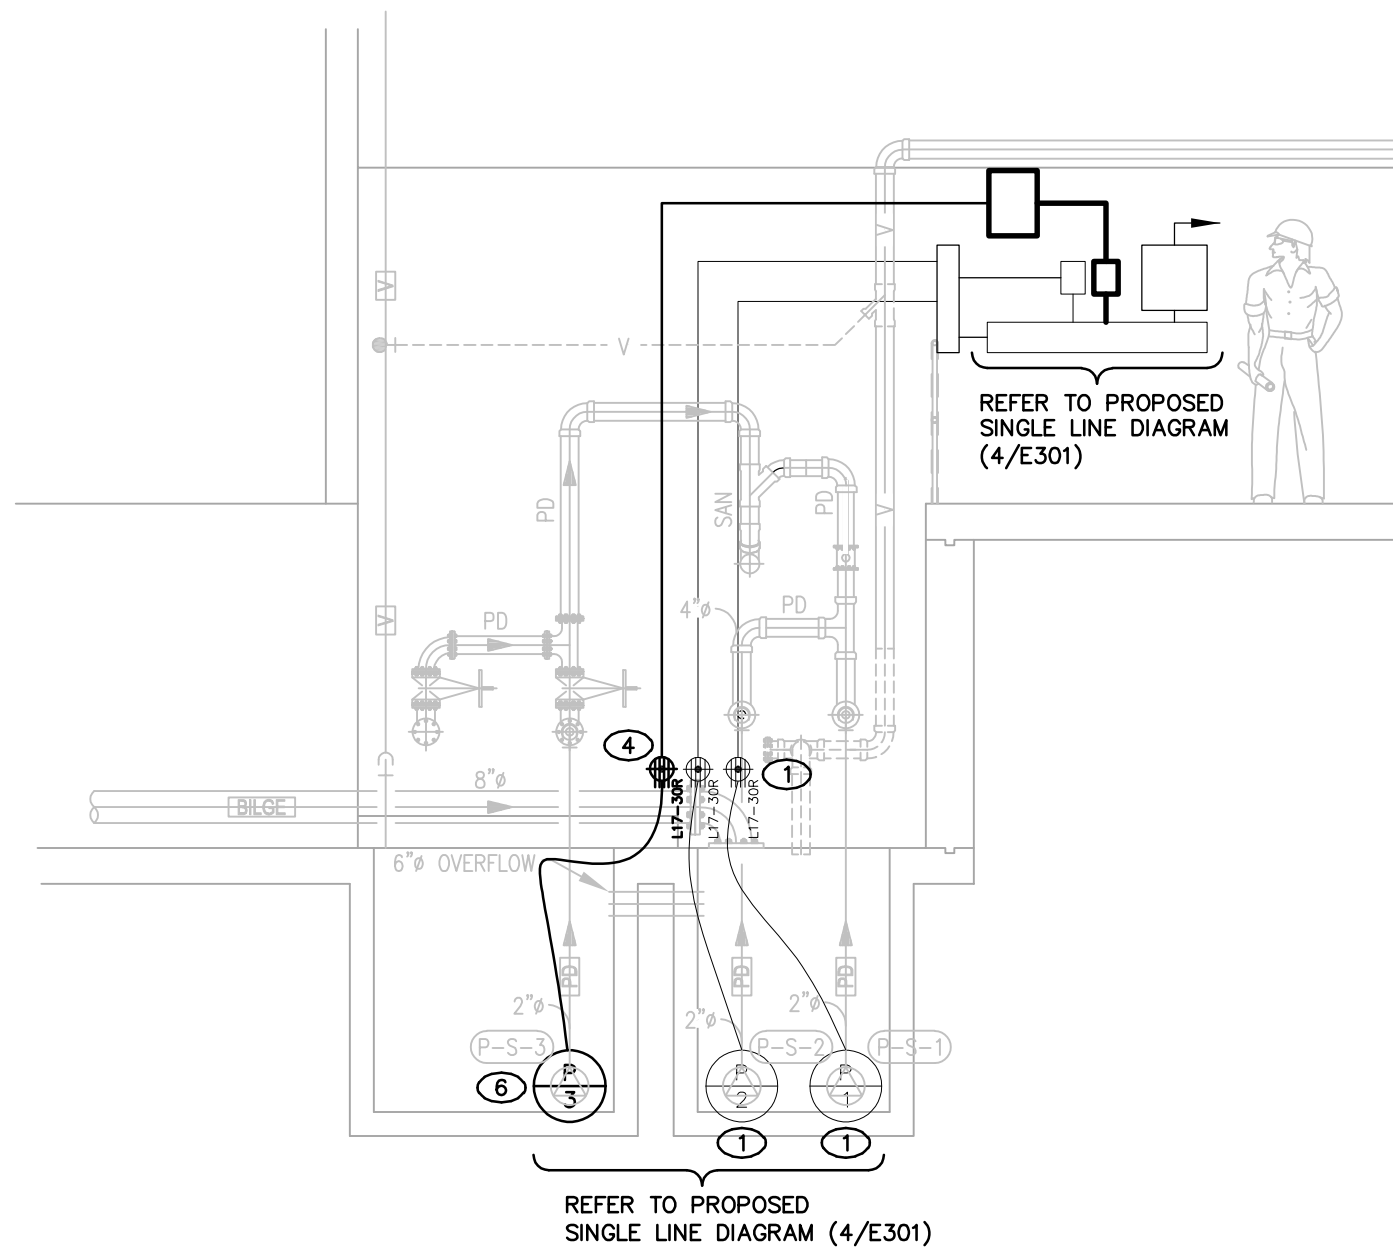 V
V
V
V
REFER TO PROPOSED
SINGLE LINE DIAGRAM
(4/E301)
PD
SAN
PD
V
PD
4"ø
PD
V
4
1
8"ø
BILGE
L17-30R
L17-30R
L17-30R
6"ø OVERFLOW
PD
PD
PD
2"ø
2"ø
2"ø
P-S-3
P-S-2
P-S-1
P
3
P
2
P
1
6
1
1
REFER TO PROPOSED
SINGLE LINE DIAGRAM (4/E301)